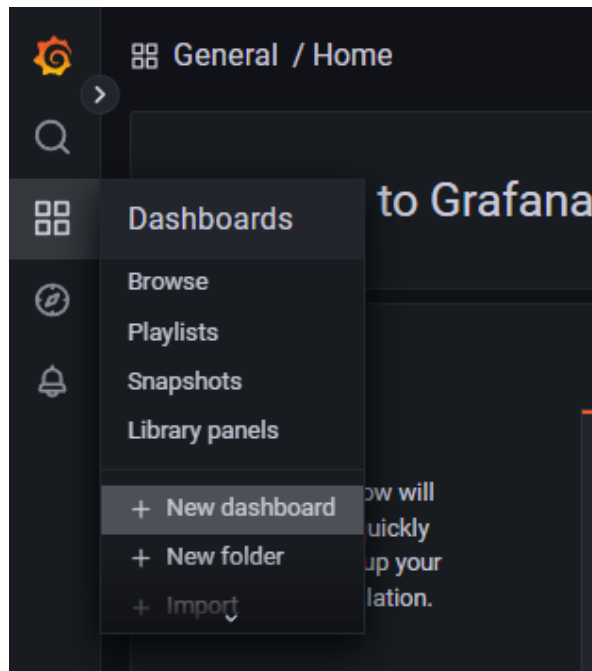 General / Home
to Grafana
Dashboards
Browse
Playlists
Snapshots
Library panels
+ New dashboard
ow will
uickly
+ New folder
up your
+ Import
lation.